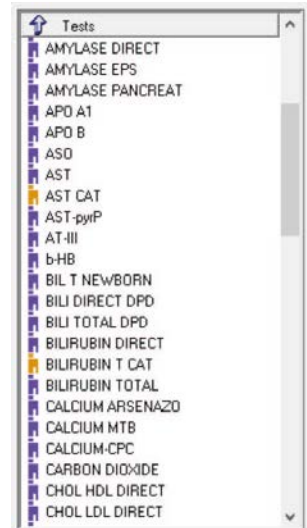 Tests
AMYLASE DIRECT
AMYLASE EPS
AMYLASE PANCREAT
APO A1
APO B
ASO
AST
AST CAT
AST-pyrP
AT-III
b-HB
BIL T NEWBORN
BILI DIRECT DPD
BILI TOTAL DPD
BILIRUBIN DIRECT
BILIRUBIN T CAT
BILIRUBIN TOTAL
CALCIUM ARSENAZO
CALCIUM MTB
CALCIUM-CPC
CARBON DIOXIDE
CHOL HDL DIRECT
CHOL LDL DIRECT